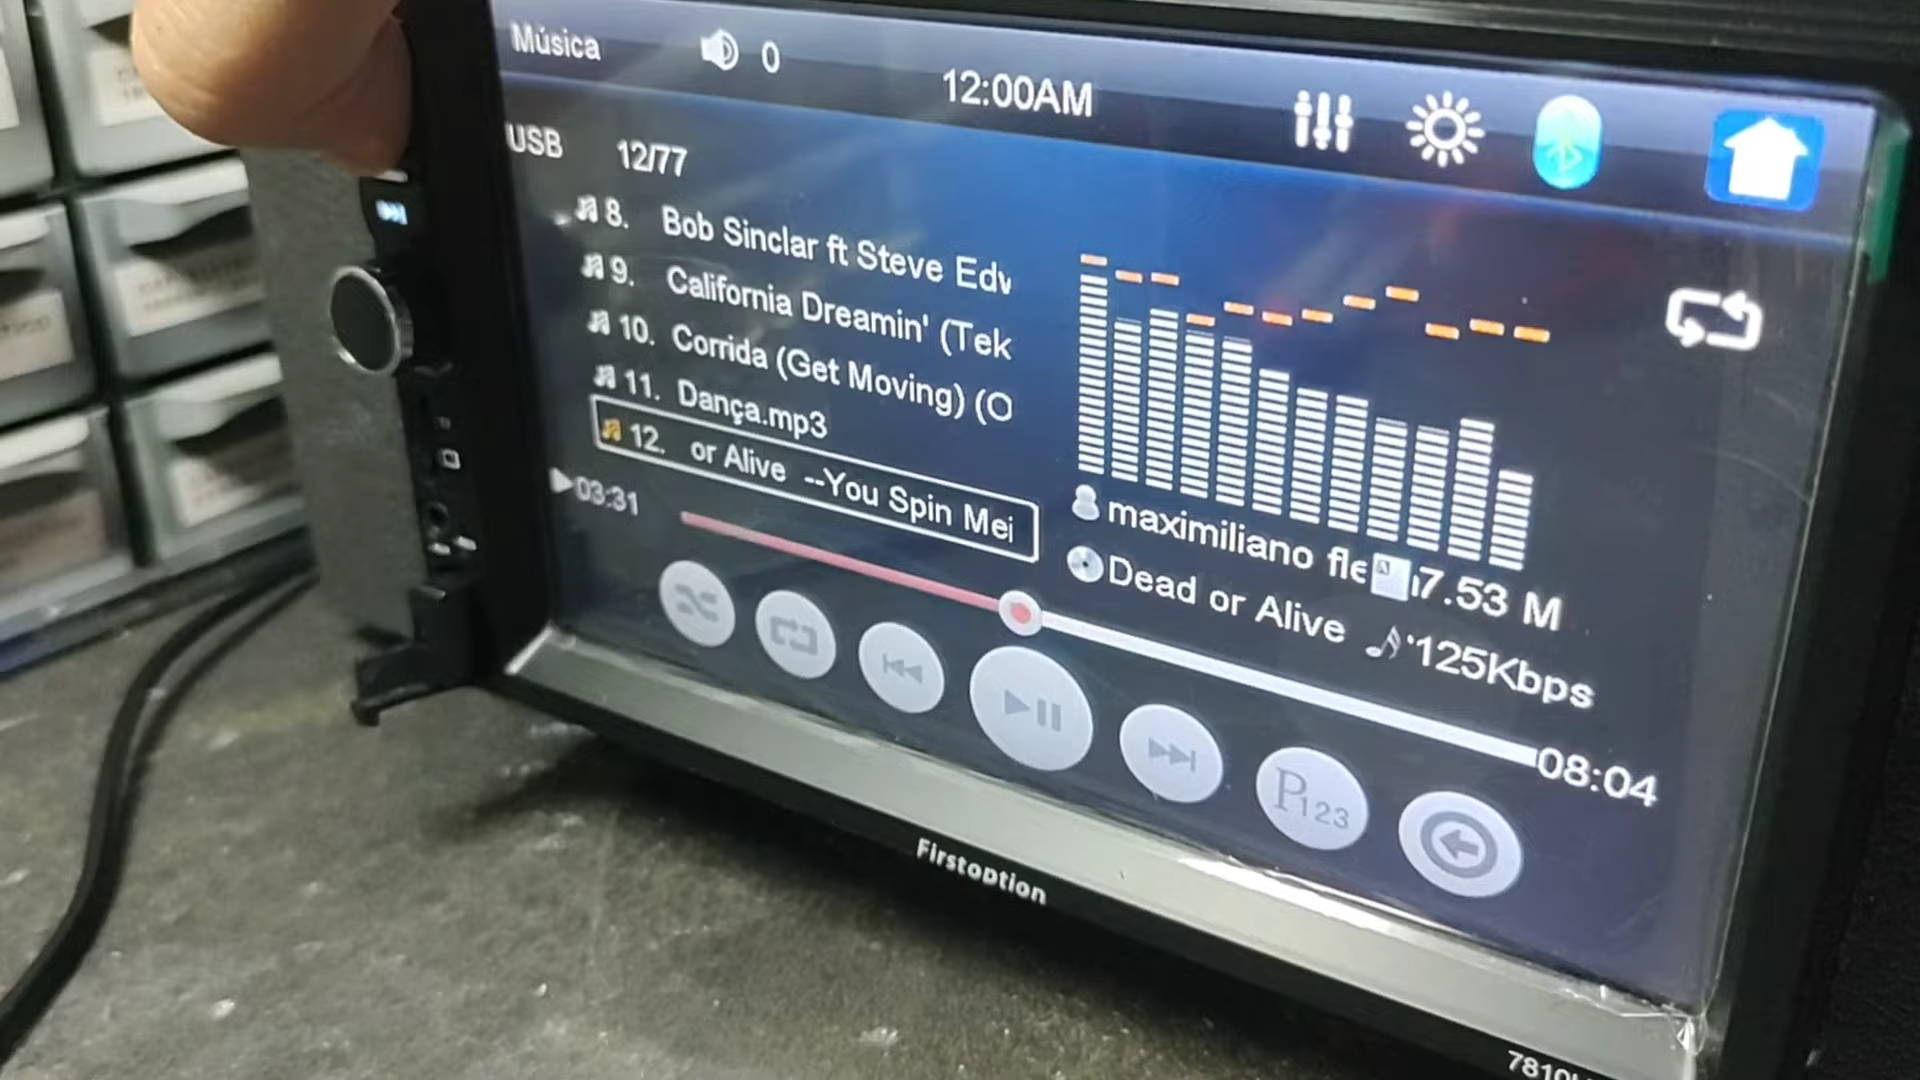 Música 0 12:00AM
USB 12/77
8. Bob Sinclar ft Steve Edv
9. California Dreamin' (Tek
10. Corrida (Get Moving) (O
11. Dança.mp3
12. or Alive --You Spin Mei
03:31
08:04
maximiliano fle 7.53 M
Dead or Alive 125Kbps
P123
Firstoption
7810